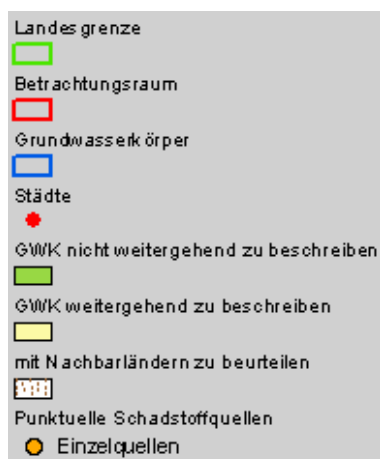 Landesgrenze
Betrachtungsraum
Grundwasserkörper
Städte
GWK nicht weitergehend zu beschreiben
GWK weitergehend zu beschreiben
mit Nachbarländern zu beurteilen
Punktuelle Schadstoffquellen
Einzelquellen